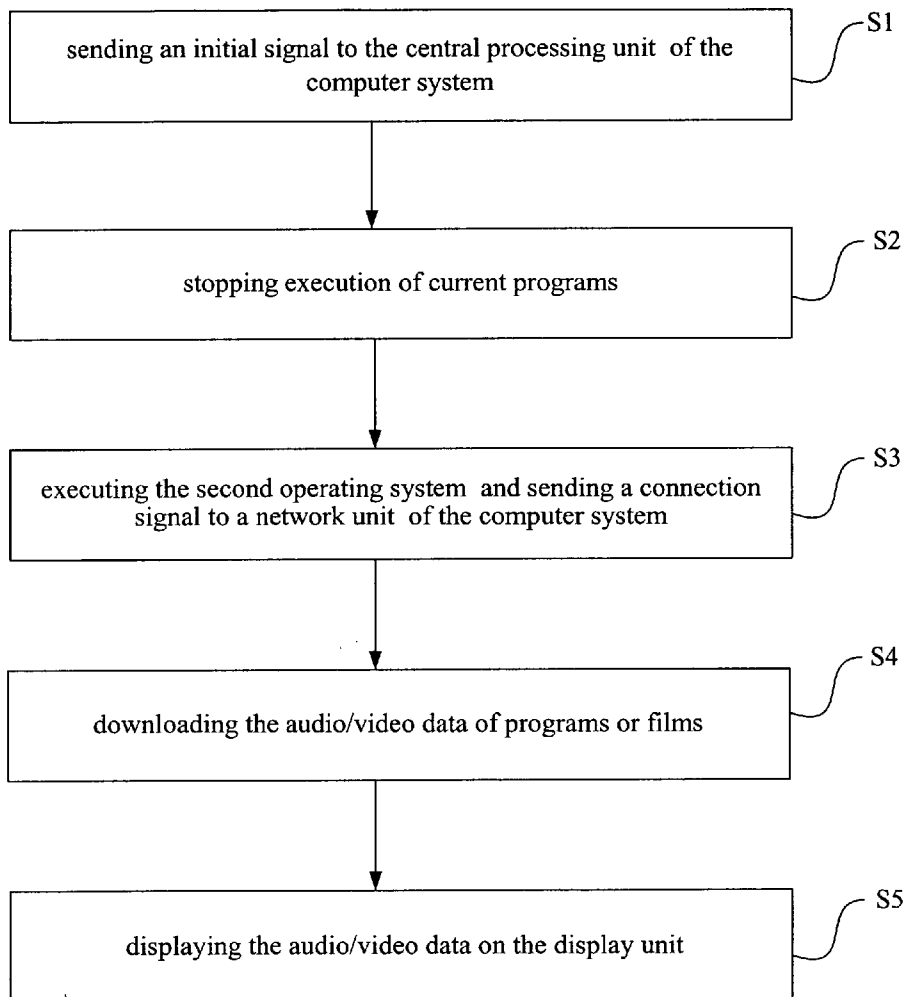 S1
sending an initial signal to the central processing unit of the
computer system
S2
stopping execution of current programs
S3
executing the second operating system and sending a connection
signal to a network unit of the computer system
S4
downloading the audio/video data of programs or films
S5
displaying the audio/video data on the display unit